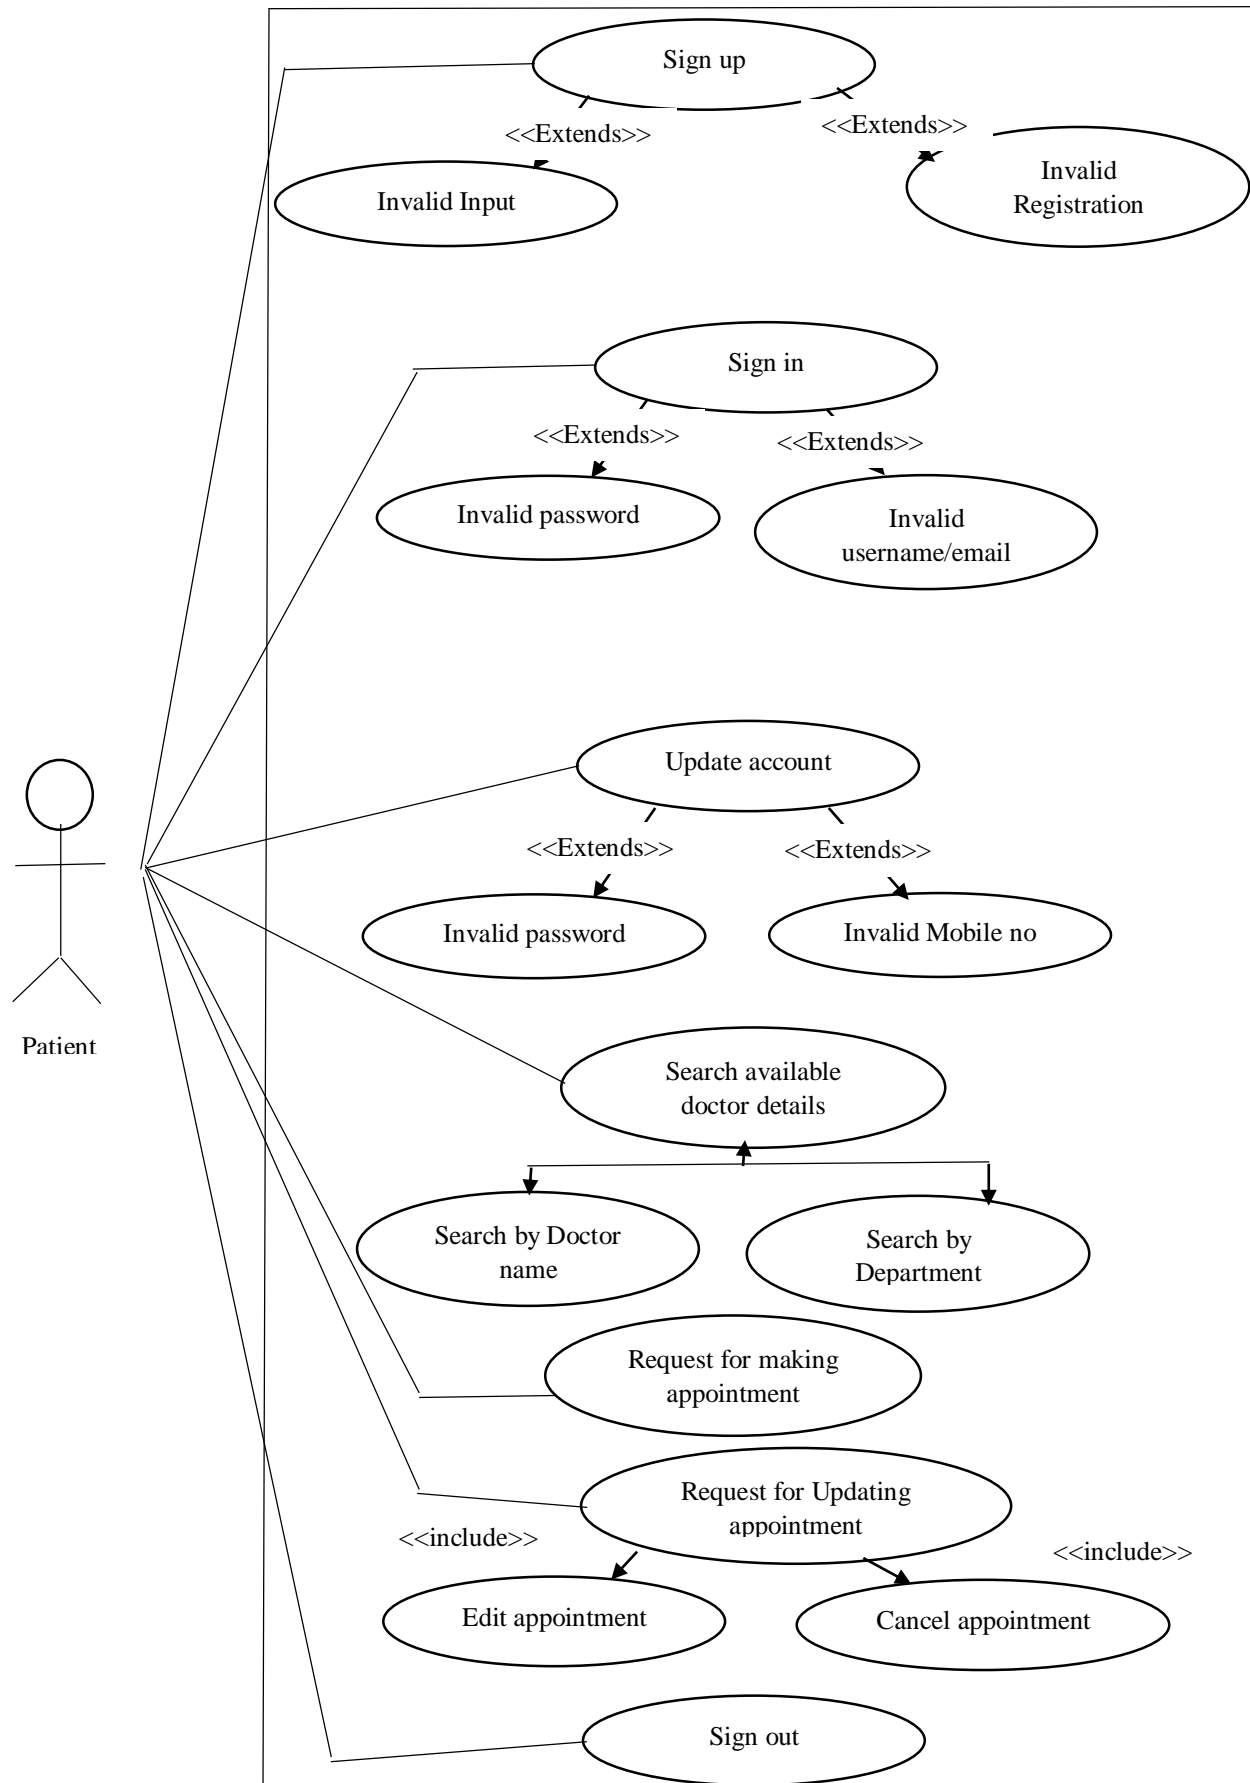 Sign up
<<Extends>>
<<Extends>>
Invalid Input
Invalid
Registration
Sign in
<<Extends>>
<<Extends>>
Invalid password
Invalid
username/email
Update account
<<Extends>>
<<Extends>>
Invalid password
Invalid Mobile no
Patient
Search available
doctor details
Search by Doctor
name
Search by
Department
Request for making
appointment
Request for Updating
appointment
<<include>>
<<include>>
Edit appointment
Cancel appointment
Sign out